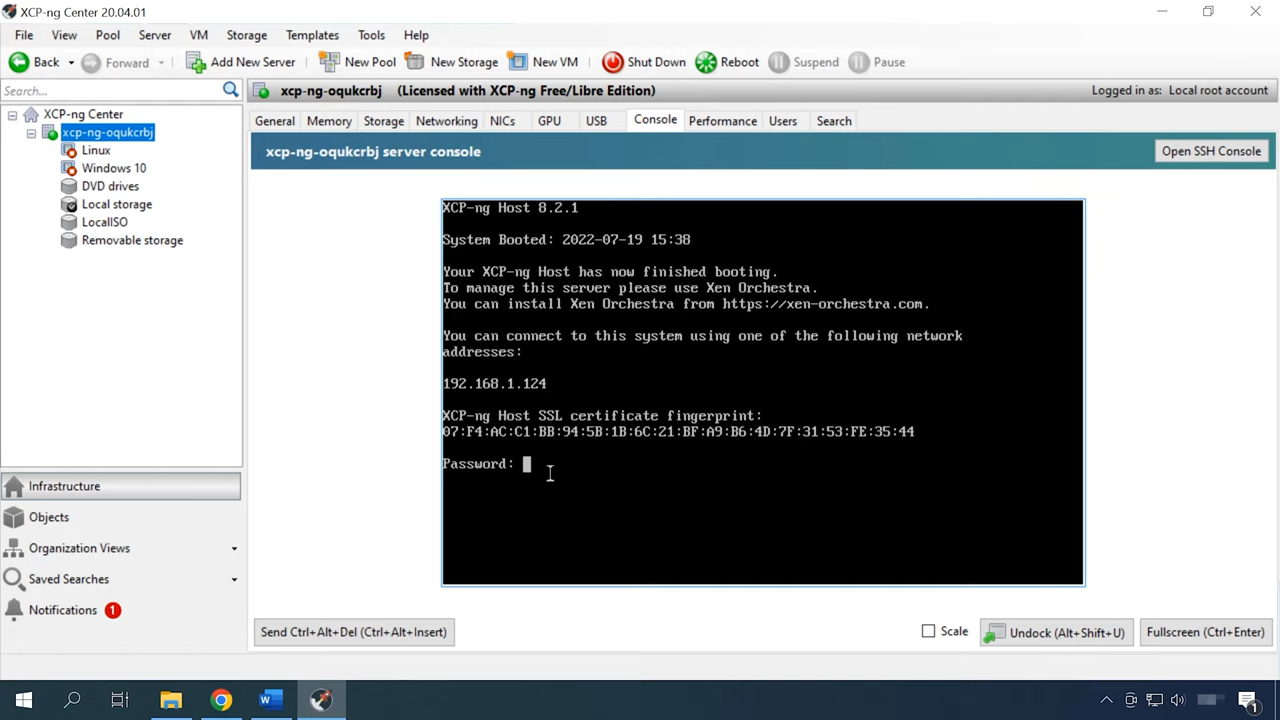 XCP-ng Center 20.04.01
File View Pool Server VM Storage Templates Tools Help
Back Forward Add New Server New Pool New Storage New VM Shut Down Reboot Suspend Pause
Search...
xcp-ng-oqukcrbj (Licensed with XCP-ng Free/Libre Edition) Logged in as: Local root account
XCP-ng Center
xcp-ng-oqukcrbj
Linux
Windows 10
DVD drives
Local storage
LocalISO
Removable storage
General Memory Storage Networking NICs GPU USB Console Performance Users Search
xcp-ng-oqukcrbj server console Open SSH Console
XCP-ng Host 8.2.1
System Booted: 2022-07-19 15:38
Your XCP-ng Host has now finished booting.
To manage this server please use Xen Orchestra.
You can install Xen Orchestra from https://xen-orchestra.com.
You can connect to this system using one of the following network
addresses:
192.168.1.124
XCP-ng Host SSL certificate fingerprint:
07:F4:AC:C1:BB:94:5B:1B:6C:21:BF:A9:B6:4D:7F:31:53:FE:35:44
Password:
Infrastructure
Objects
Organization Views
Saved Searches
Notifications 1
Send Ctrl+Alt+Del (Ctrl+Alt+Insert) Scale Undock (Alt+Shift+U) Fullscreen (Ctrl+Enter)
W
1